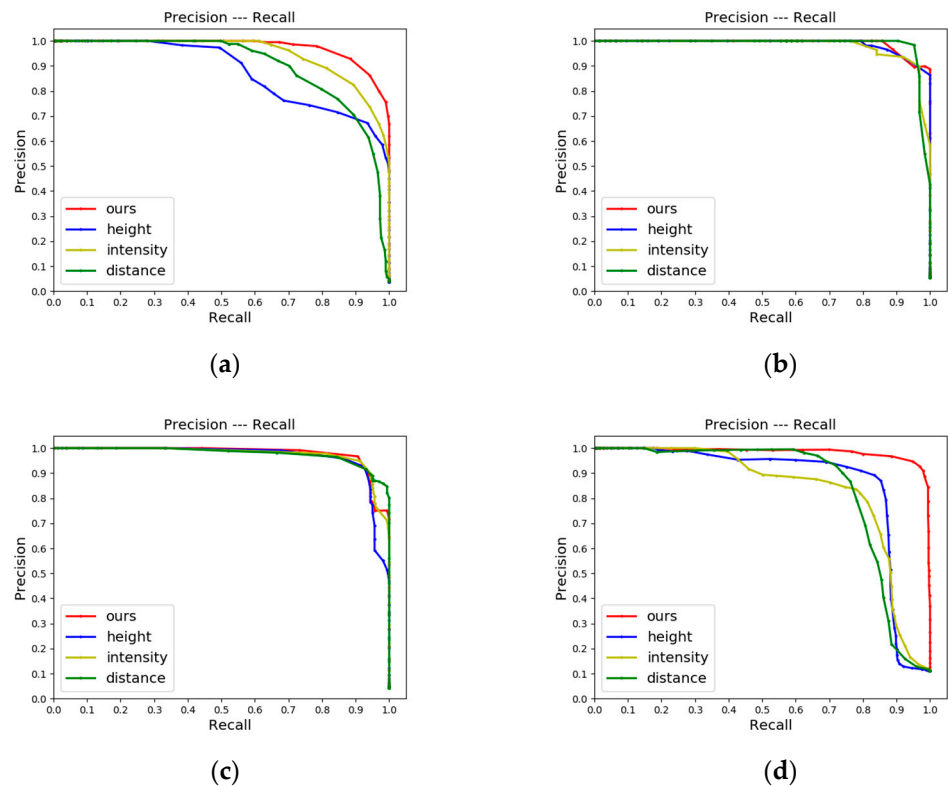 Precision --- Recall
Precision --- Recall
1.0
0.9
0.8
0.7
0.6
0.5
0.4
0.3
0.2
0.1
0.0
Precision
ours
height
intensity
distance
0.0 0.1 0.2 0.3 0.4 0.5 0.6 0.7 0.8 0.9 1.0
Recall
(a)
1.0
0.9
0.8
0.7
0.6
0.5
0.4
0.3
0.2
0.1
0.0
Precision
ours
height
intensity
distance
0.0 0.1 0.2 0.3 0.4 0.5 0.6 0.7 0.8 0.9 1.0
Recall
(b)
Precision --- Recall
Precision --- Recall
1.0
0.9
0.8
0.7
0.6
0.5
0.4
0.3
0.2
0.1
0.0
Precision
ours
height
intensity
distance
0.0 0.1 0.2 0.3 0.4 0.5 0.6 0.7 0.8 0.9 1.0
Recall
(c)
1.0
0.9
0.8
0.7
0.6
0.5
0.4
0.3
0.2
0.1
0.0
Precision
ours
height
intensity
distance
0.0 0.1 0.2 0.3 0.4 0.5 0.6 0.7 0.8 0.9 1.0
Recall
(d)